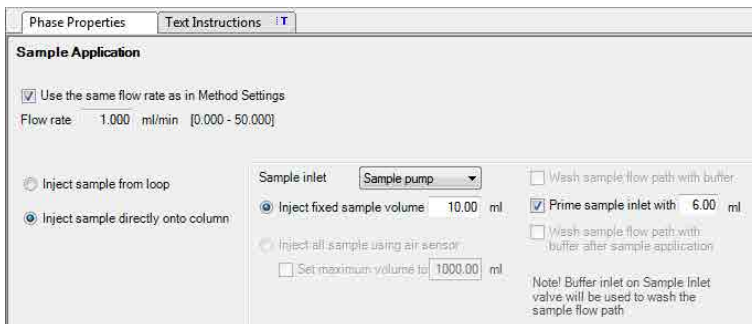 Phase Properties
Text Instructions T
Sample Application
Use the same flow rate as in Method Settings
Flow rate 1.000 ml/min [0.000 - 50.000]
Inject sample from loop
Inject sample directly onto column
Sample inlet Sample pump
Inject fixed sample volume 10.00 ml
Inject all sample using air sensor
Set maximum volume to 1000.00 ml
Wash sample flow path with buffer
Prime sample inlet with 6.00 ml
Wash sample flow path with
buffer after sample application
Note! Buffer inlet on Sample Inlet
valve will be used to wash the
sample flow path